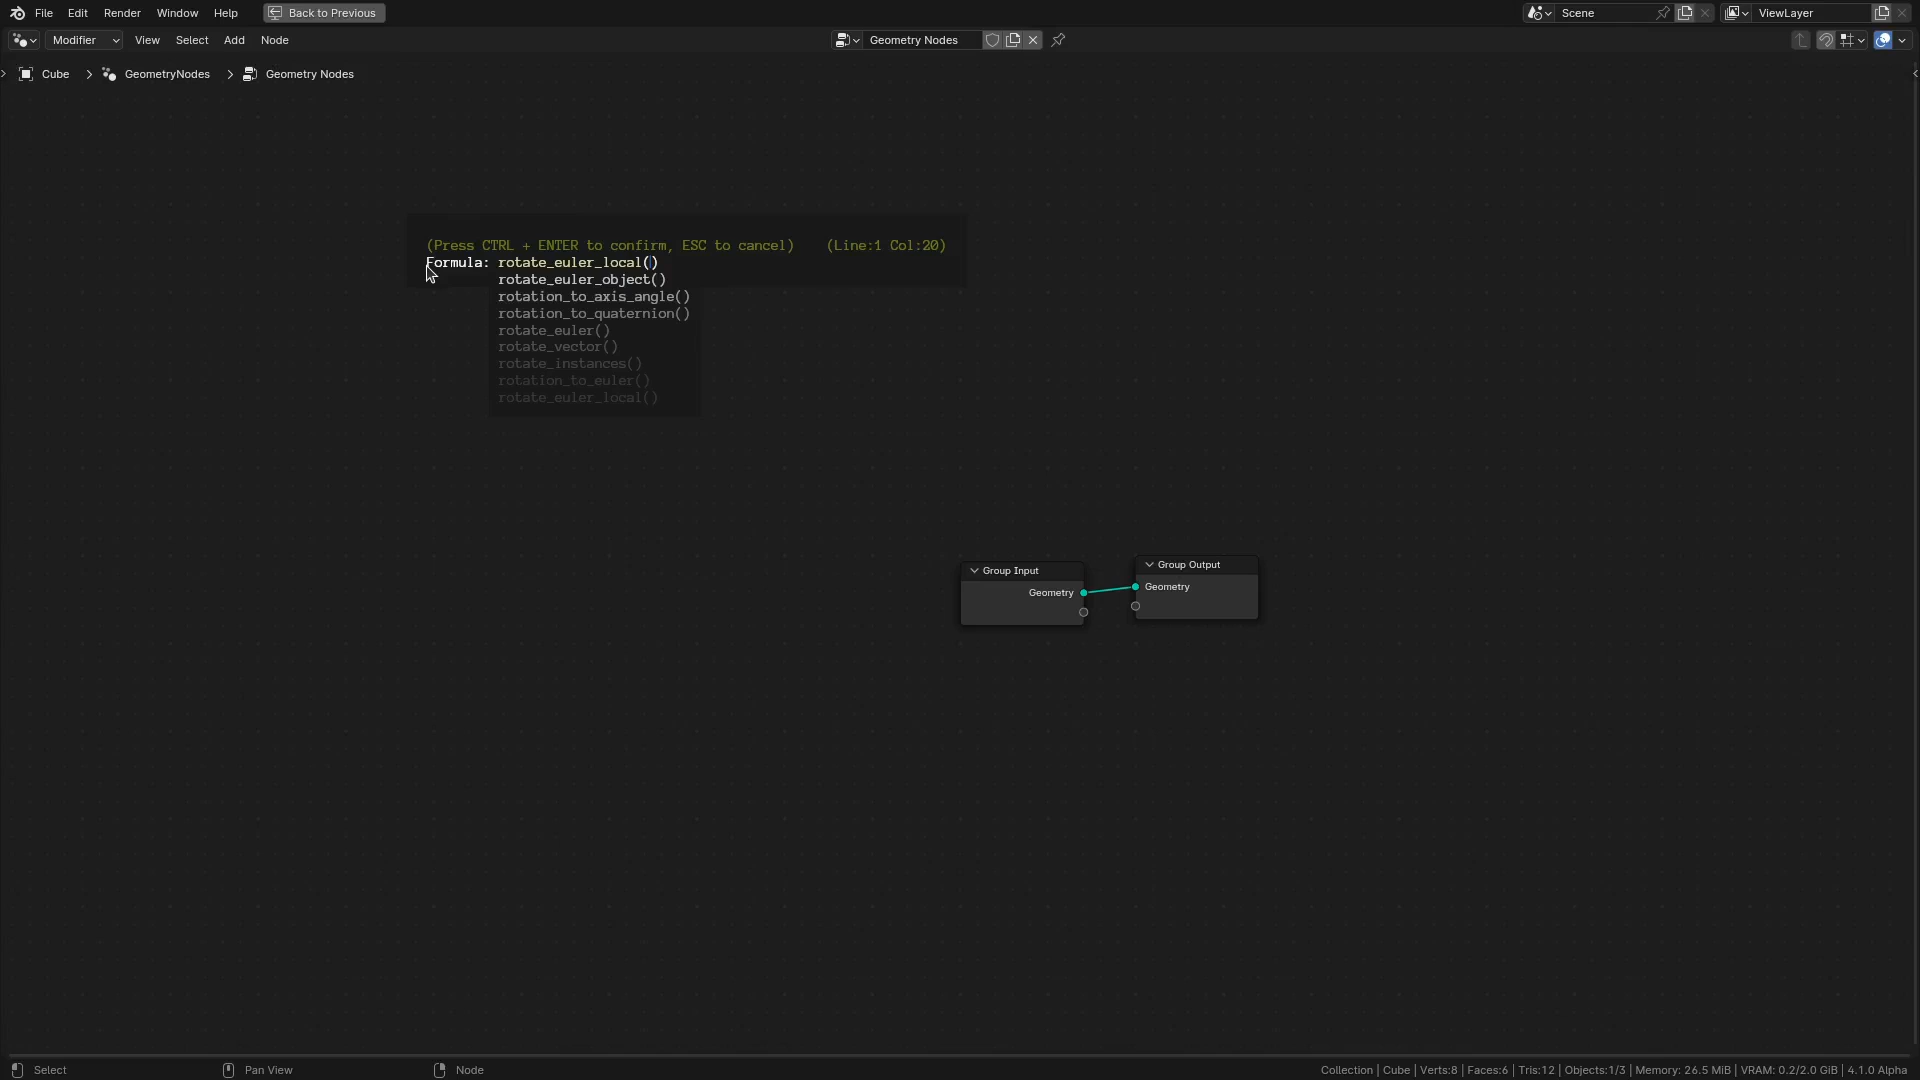 File Edit Render Window Help Back to Previous Scene ViewLayer
Modifier View Select Add Node Geometry Nodes
Cube GeometryNodes Geometry Nodes
(Press CTRL + ENTER to confirm, ESC to cancel) (Line:1 Col:20)
Formula: rotate_euler_local()
rotate_euler_object()
rotation_to_axis_angle()
rotation_to_quaternion()
rotate_euler()
rotate_vector()
rotate_instances()
rotation_to_euler()
rotate_euler_local()
Group Input
Geometry
Group Output
Geometry
Select Pan View Node Collection | Cube | Verts:8 | Faces:6 | Tris:12 | Objects:1/3 | Memory: 26.5 MiB | VRAM: 0.2/2.0 GiB | 4.1.0 Alpha